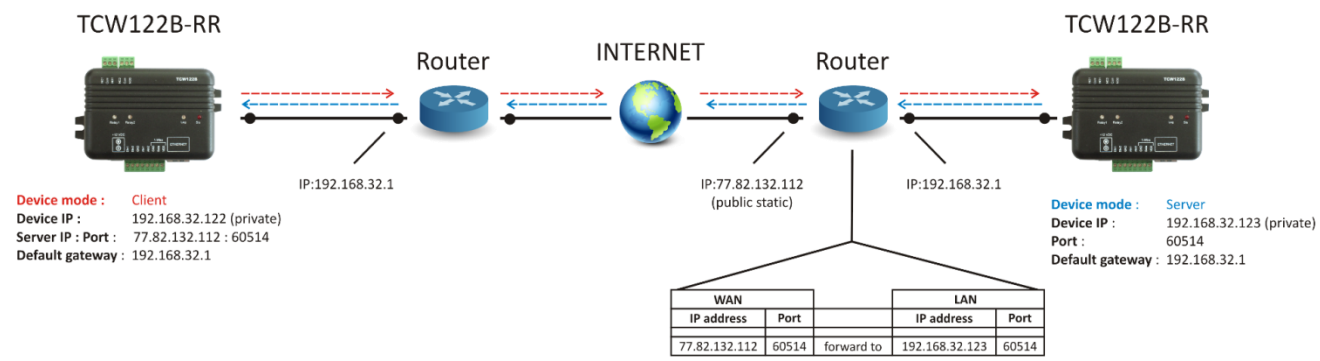 TCW122B-RR
TCW122B-RR
Router
INTERNET
Router
TCW122B
TCW122B
ETHERNET
ETHERNET
IP:192.168.32.1
IP:77.82.132.112
(public static)
IP:192.168.32.1
Device mode : Client
Device IP : 192.168.32.122 (private)
Server IP : Port : 77.82.132.112 : 60514
Default gateway : 192.168.32.1
Device mode : Server
Device IP : 192.168.32.123 (private)
Port : 60514
Default gateway : 192.168.32.1
WAN LAN
IP address Port IP address Port
77.82.132.112 60514 forward to 192.168.32.123 60514